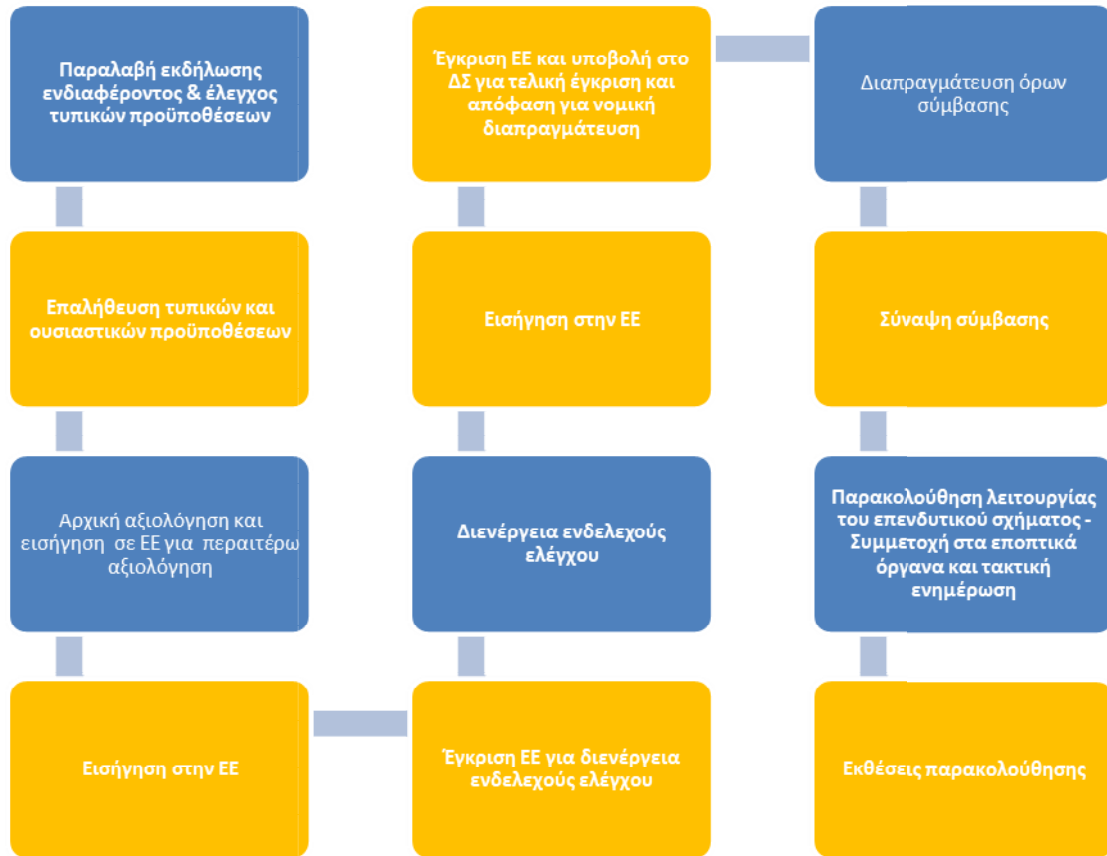 Παραλαβή εκδήλωσης
ενδιαφέροντος & έλεγχος
τυπικών προϋποθέσεων
Επαλήθευση τυπικών και
ουσιαστικών προϋποθέσεων
Αρχική αξιολόγηση και
εισήγηση σε ΕΕ για περαιτέρω
αξιολόγηση
Εισήγηση στην ΕΕ
Έγκριση ΕΕ για διενέργεια
ενδελεχούς ελέγχου
Διενέργεια ενδελεχούς
ελέγχου
Εισήγηση στην ΕΕ
Έγκριση ΕΕ και υποβολή στο
ΔΣ για τελική έγκριση και
απόφαση για νομική
διαπραγμάτευση
Διαπραγμάτευση όρων
σύμβασης
Σύναψη σύμβασης
Παρακολούθηση λειτουργίας
του επενδυτικού σχήματος -
Συμμετοχή στα εποπτικά
όργανα και τακτική
ενημέρωση
Εκθέσεις παρακολούθησης